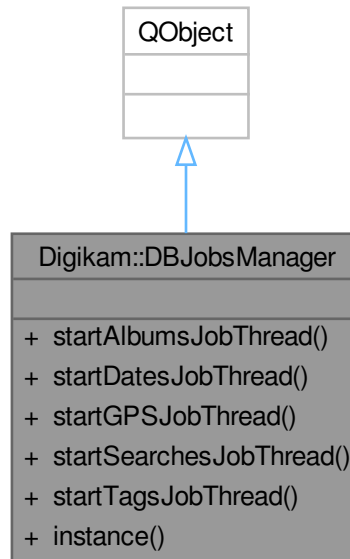 QObject
Digikam::DBJobsManager
+ startAlbumsJobThread()
+ startDatesJobThread()
+ startGPSJobThread()
+ startSearchesJobThread()
+ startTagsJobThread()
+ instance()